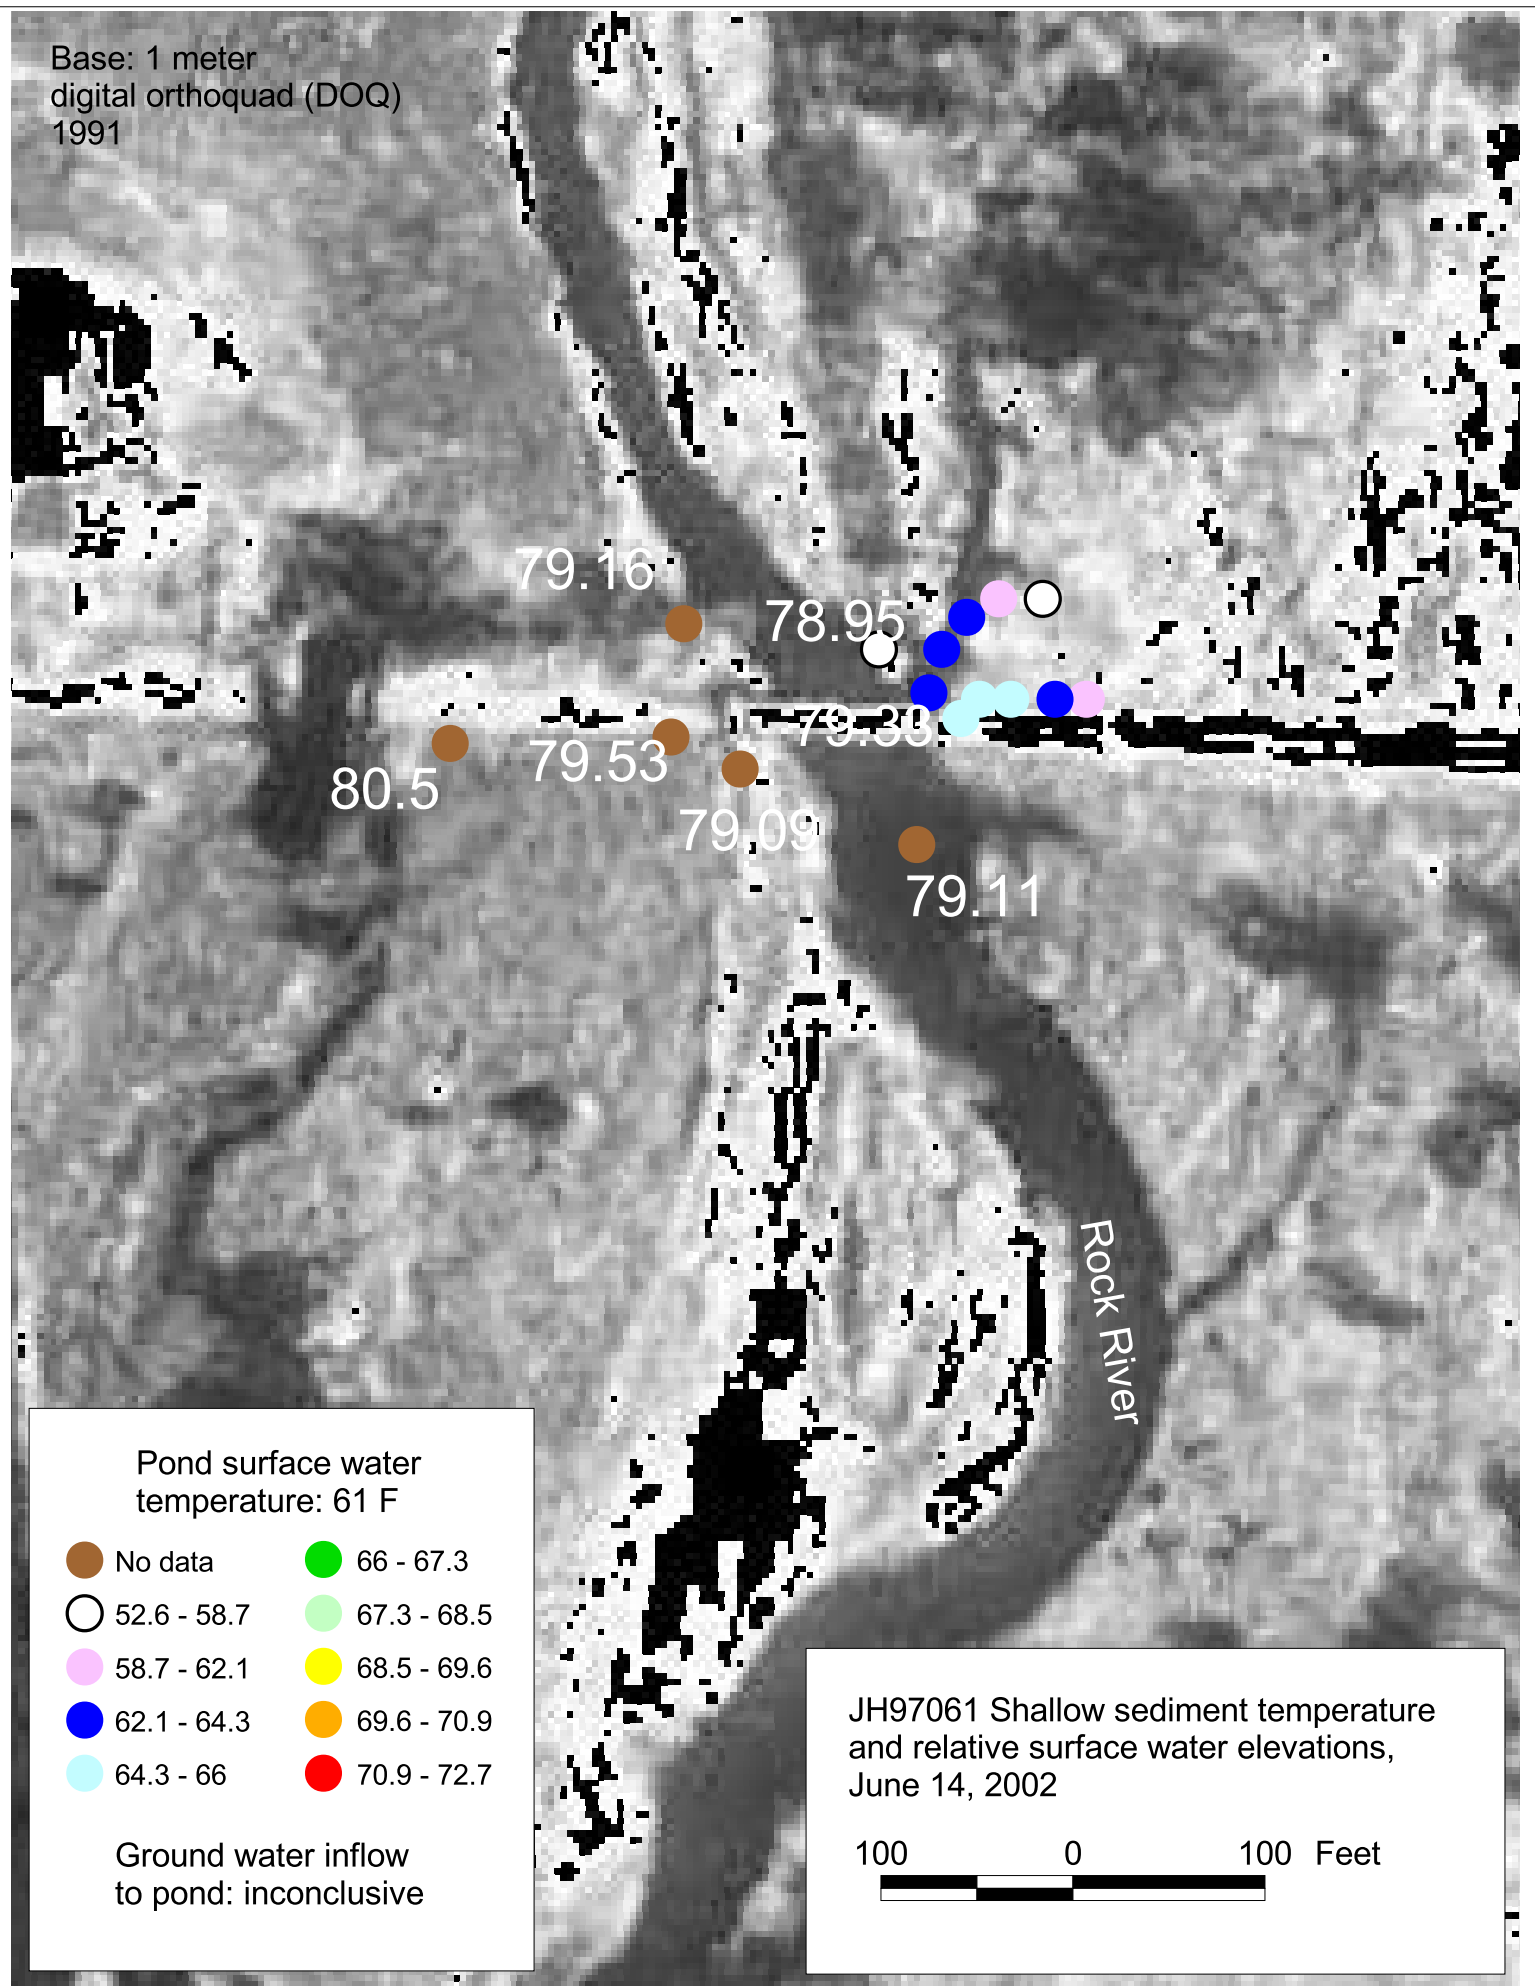 Base: 1 meter
digital orthoquad (DOQ)
1991
79.16
78.95
79.33
79.53
80.5
79.09
79.11
Rock River
Pond surface water
temperature: 61 F
No data
52.6 - 58.7
58.7 - 62.1
62.1 - 64.3
64.3 - 66
66 - 67.3
67.3 - 68.5
68.5 - 69.6
69.6 - 70.9
70.9 - 72.7
Ground water inflow
to pond: inconclusive
JH97061 Shallow sediment temperature
and relative surface water elevations,
June 14, 2002
100 0 100 Feet